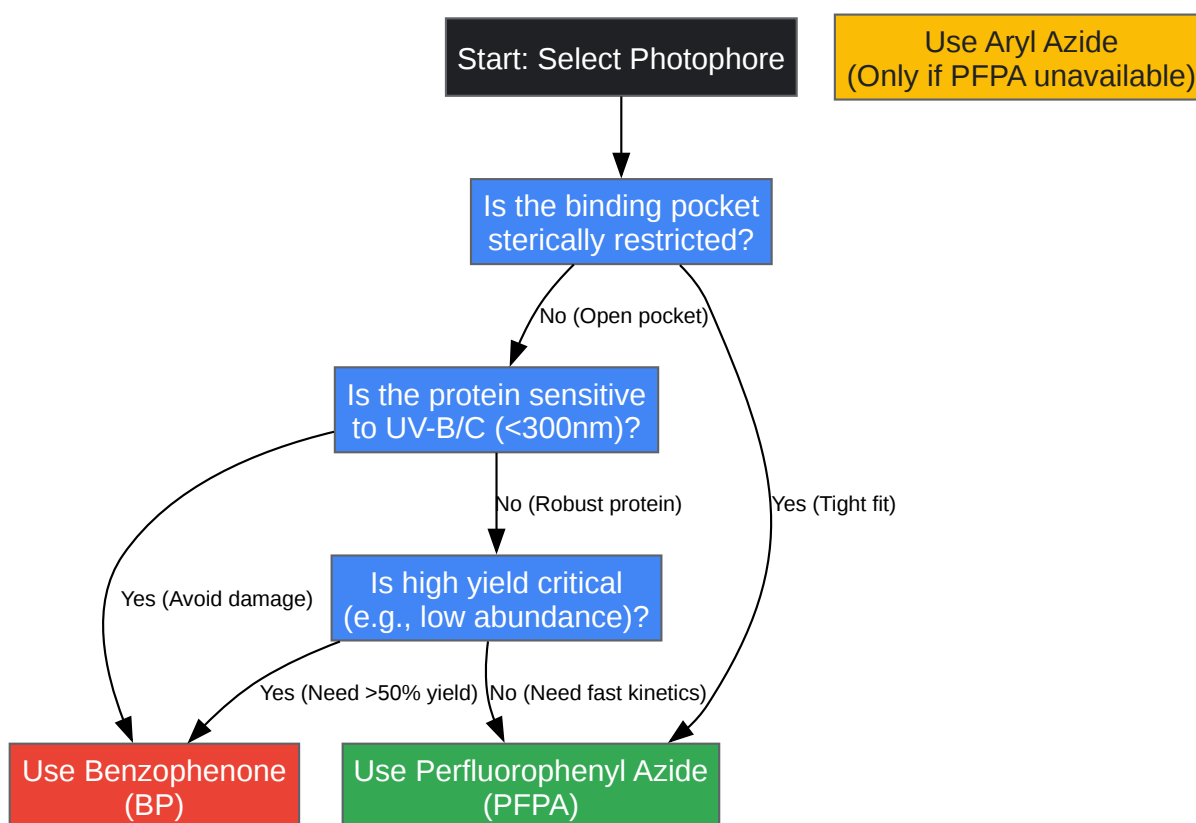 Start: Select Photophore
Use Aryl Azide
(Only if PFPA unavailable)
Is the binding pocket
sterically restricted?
No (Open pocket)
Is the protein sensitive
to UV-B/C (<300nm)?
No (Robust protein)
Yes (Tight fit)
Is high yield critical
(e.g., low abundance)?
Yes (Avoid damage)
Yes (Need >50% yield)
No (Need fast kinetics)
Use Benzophenone
(BP)
Use Perfluorophenyl Azide
(PFPA)